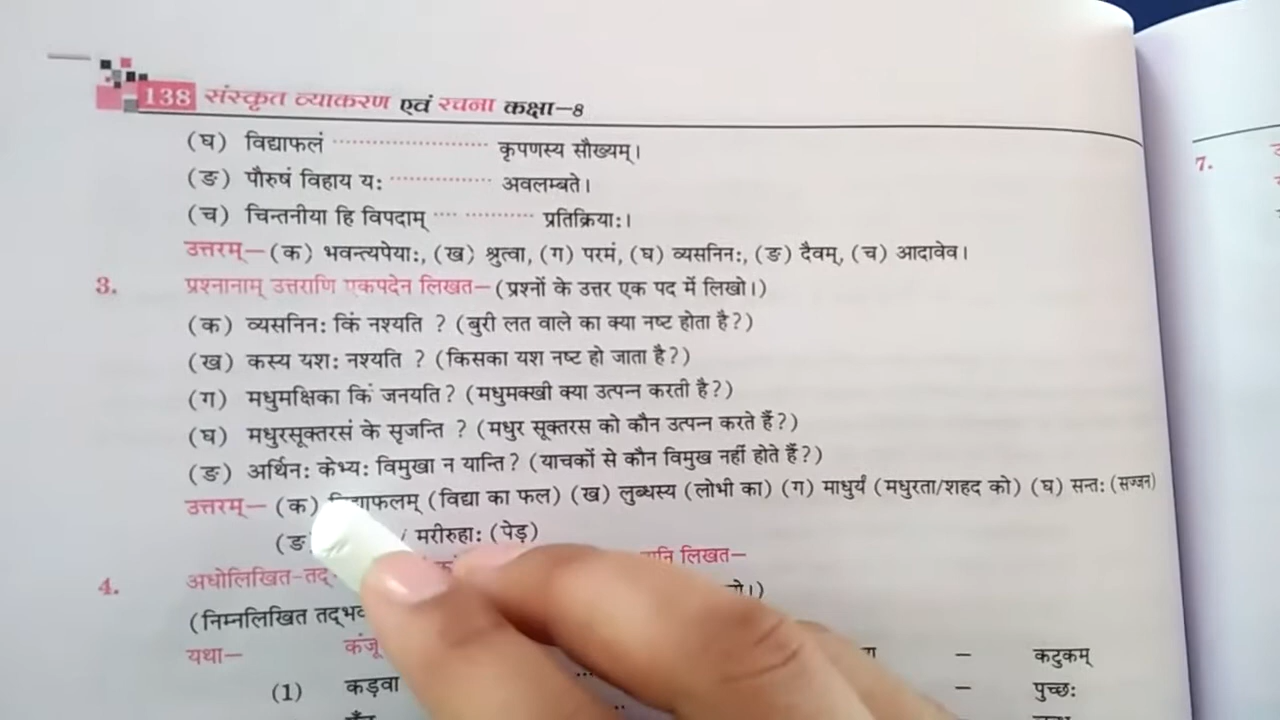 138 संस्कृत व्याकरण एवं रचना कक्षा-8
(घ) विद्याफलं ........................ कृपणस्य सौख्यम्।
(ङ) पौरुषं विहाय यः ................ अवलम्बते।
(च) चिन्तनीया हि विपदाम् .... ........... प्रतिक्रियाः।
उत्तरम्— (क) भवन्त्यपेयाः, (ख) श्रुत्वा, (ग) परमं, (घ) व्यसनिनः, (ङ) दैवम्, (च) आदावेव।
3. प्रश्नानाम् उत्तराणि एकपदेन लिखत—(प्रश्नों के उत्तर एक पद में लिखो।)
(क) व्यसनिनः किं नश्यति ? (बुरी लत वाले का क्या नष्ट होता है?)
(ख) कस्य यशः नश्यति ? (किसका यश नष्ट हो जाता है?)
(ग) मधुमक्षिका किं जनयति? (मधुमक्खी क्या उत्पन्न करती है?)
(घ) मधुरसूक्तरसं के सृजन्ति ? (मधुर सूक्तरस को कौन उत्पन्न करते हैं?)
(ङ) अर्थिनः केभ्यः विमुखा न यान्ति? (याचकों से कौन विमुख नहीं होते हैं?)
उत्तरम्— (क) विद्याफलम् (विद्या का फल) (ख) लुब्धस्य (लोभी का) (ग) माधुर्यं (मधुरता/शहद को) (घ) सन्तः (सज्जन)
(ङ / मरीरुहाः (पेड़)
4. अधोलिखित-तद् लिखत—
(निम्नलिखित तद्भव
यथा— कंजू — कटुकम्
(1) कड़वा ... — पुच्छः
7.